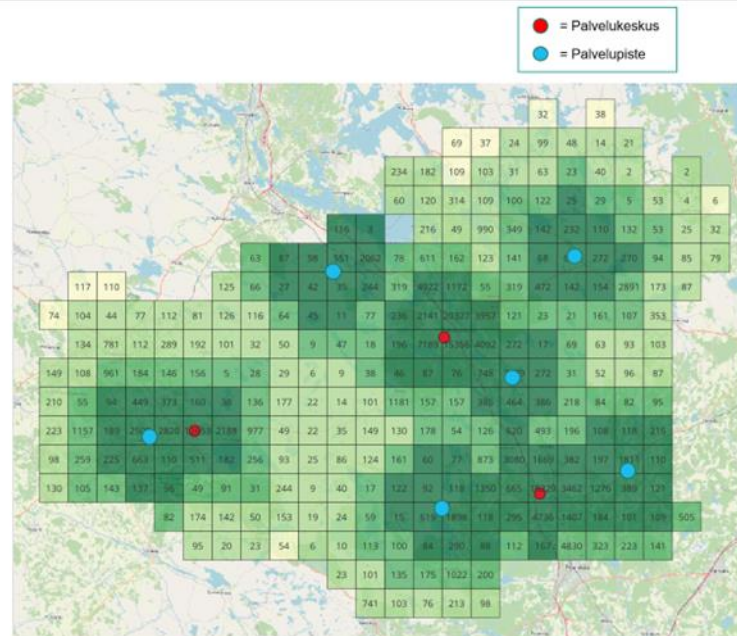 = Palvelukeskus
= Palvelupiste
32 38
69 37 24 99 48 14 21
234 182 109 103 31 63 23 40 2 2
60 120 314 109 100 122 25 29 5 53 4 6
116 3 216 49 990 349 142 232 110 132 53 25 32
63 87 58 551 2062 78 611 162 123 141 68 272 270 94 85 79
117 110 125 66 27 42 35 244 319 4922 1172 55 319 472 142 154 2891 173 87
74 104 44 77 112 81 126 116 64 45 11 77 236 2141 20327 3957 121 23 21 161 107 353
134 781 112 289 192 101 32 50 9 47 18 196 7189 15366 4092 272 17 69 63 93 103
149 108 961 184 146 156 5 28 29 6 9 38 46 87 76 748 272 31 52 96 87
210 55 94 449 373 160 38 136 177 22 14 101 1181 157 157 385 464 386 218 84 82 95
223 1157 189 2820 2188 977 49 22 35 149 130 178 54 126 620 493 196 108 118 215
98 259 225 663 110 511 182 256 93 25 86 124 161 60 77 873 3080 1669 382 197 110
130 105 143 137 56 49 91 31 244 9 40 17 122 92 118 1350 665 3462 1276 389 121
82 174 142 50 153 19 24 59 15 619 1898 118 295 4736 1407 184 101 109 505
95 20 23 54 6 10 113 100 84 290 88 112 167 4830 323 223 141
23 101 135 175 1022 200
741 103 76 213 98